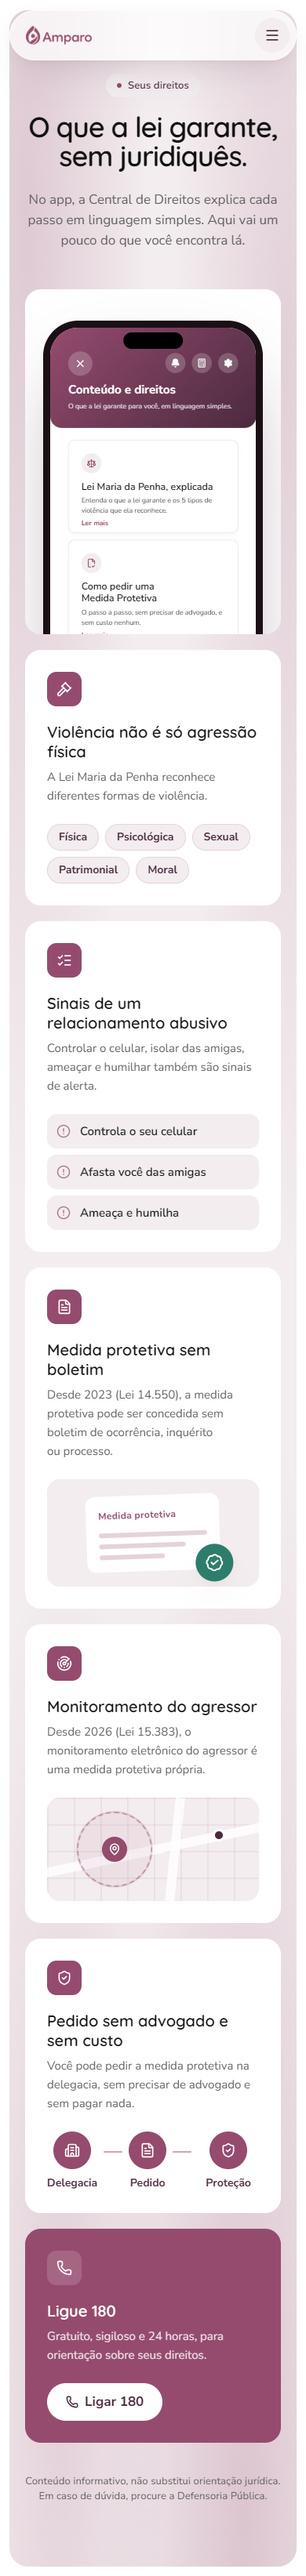 Amparo
Seus direitos
O que a lei garante,
sem juridiquês.
No app, a Central de Direitos explica cada
passo em linguagem simples. Aqui vai um
pouco do que você encontra lá.
Conteúdo e direitos
O que a lei garante para você, em linguagem simples.
Lei Maria da Penha, explicada
Entenda o que a lei garante e os 5 tipos de
violência que ela reconhece.
Ler mais
Como pedir uma
Medida Protetiva
O passo a passo, sem precisar de advogado, e
sem custo nenhum.
Violência não é só agressão
física
A Lei Maria da Penha reconhece
diferentes formas de violência.
Física
Psicológica
Sexual
Patrimonial
Moral
Sinais de um
relacionamento abusivo
Controlar o celular, isolar das amigas,
ameaçar e humilhar também são sinais
de alerta.
Controla o seu celular
Afasta você das amigas
Ameaça e humilha
Medida protetiva sem
boletim
Desde 2023 (Lei 14.550), a medida
protetiva pode ser concedida sem
boletim de ocorrência, inquérito
ou processo.
Medida protetiva
Monitoramento do agressor
Desde 2026 (Lei 15.383), o
monitoramento eletrônico do agressor é
uma medida protetiva própria.
Pedido sem advogado e
sem custo
Você pode pedir a medida protetiva na
delegacia, sem precisar de advogado e
sem pagar nada.
Delegacia
Pedido
Proteção
Ligue 180
Gratuito, sigiloso e 24 horas, para
orientação sobre seus direitos.
Ligar 180
Conteúdo informativo, não substitui orientação jurídica.
Em caso de dúvida, procure a Defensoria Pública.